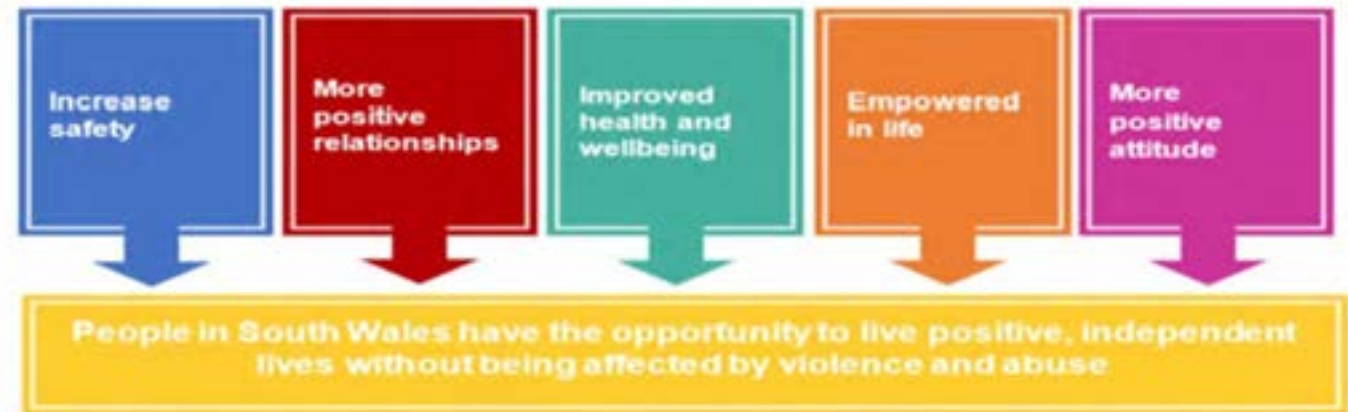 Increase
safety
More
positive
relationships
Improved
health and
wellbeing
Empowered
in life
More
positive
attitude
People in South Wales have the opportunity to live positive, independent
lives without being affected by violence and abuse